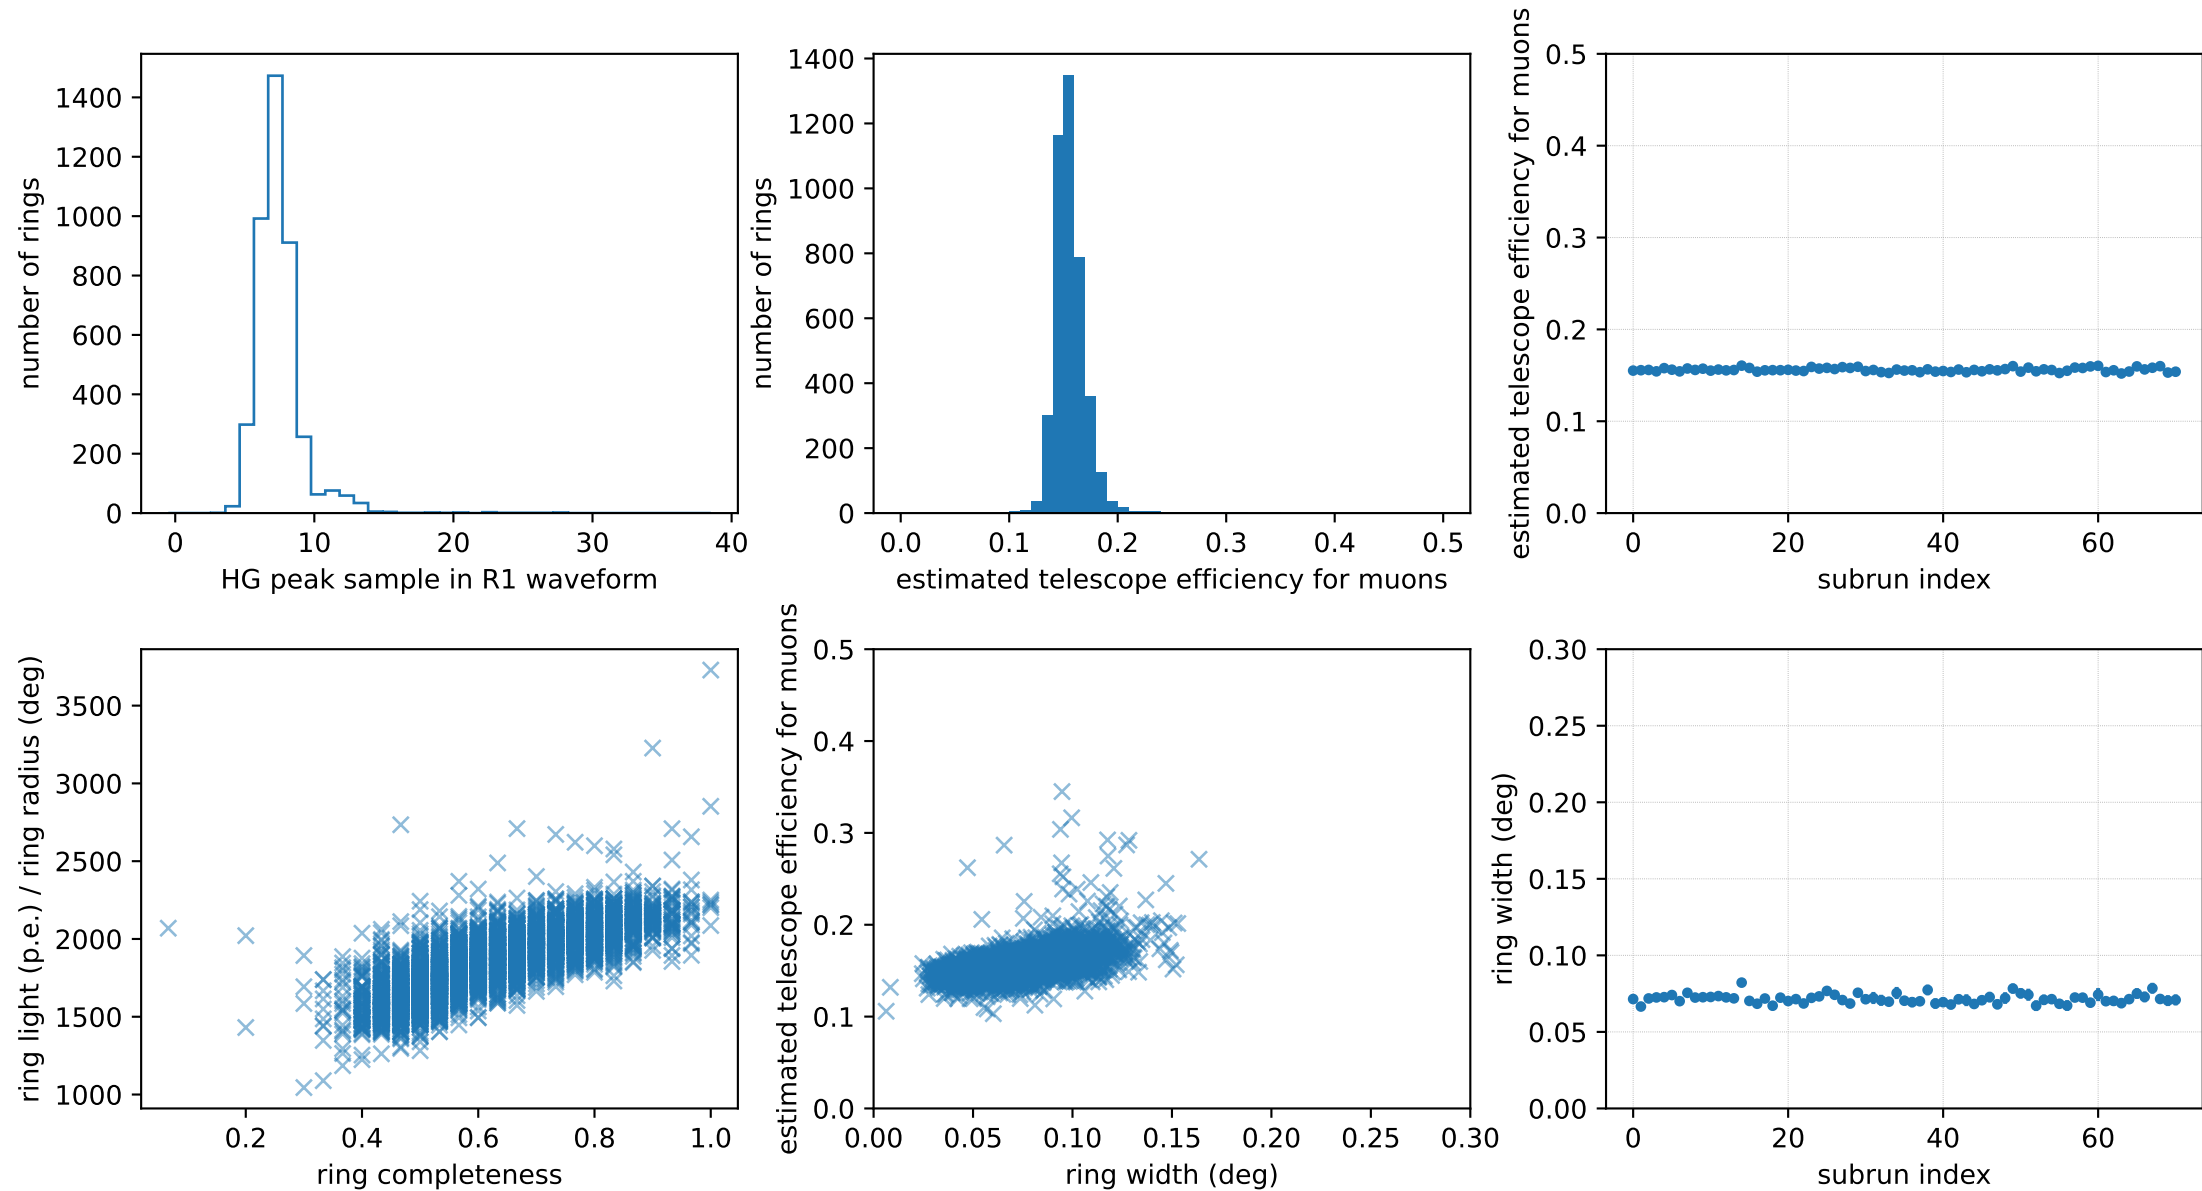 number of rings
1400
1200
1000
800
600
400
200
0
0 10 20 30 40
HG peak sample in R1 waveform
number of rings
1400
1200
1000
800
600
400
200
0
0.0 0.1 0.2 0.3 0.4 0.5
estimated telescope efficiency for muons
estimated telescope efficiency for muons
0.5
0.4
0.3
0.2
0.1
0.0
0 20 40 60
subrun index
ring light (p.e.) / ring radius (deg)
3500
3000
2500
2000
1500
1000
0.2 0.4 0.6 0.8 1.0
ring completeness
estimated telescope efficiency for muons
0.5
0.4
0.3
0.2
0.1
0.0
0.00 0.05 0.10 0.15 0.20 0.25 0.30
ring width (deg)
ring width (deg)
0.30
0.25
0.20
0.15
0.10
0.05
0.00
0 20 40 60
subrun index